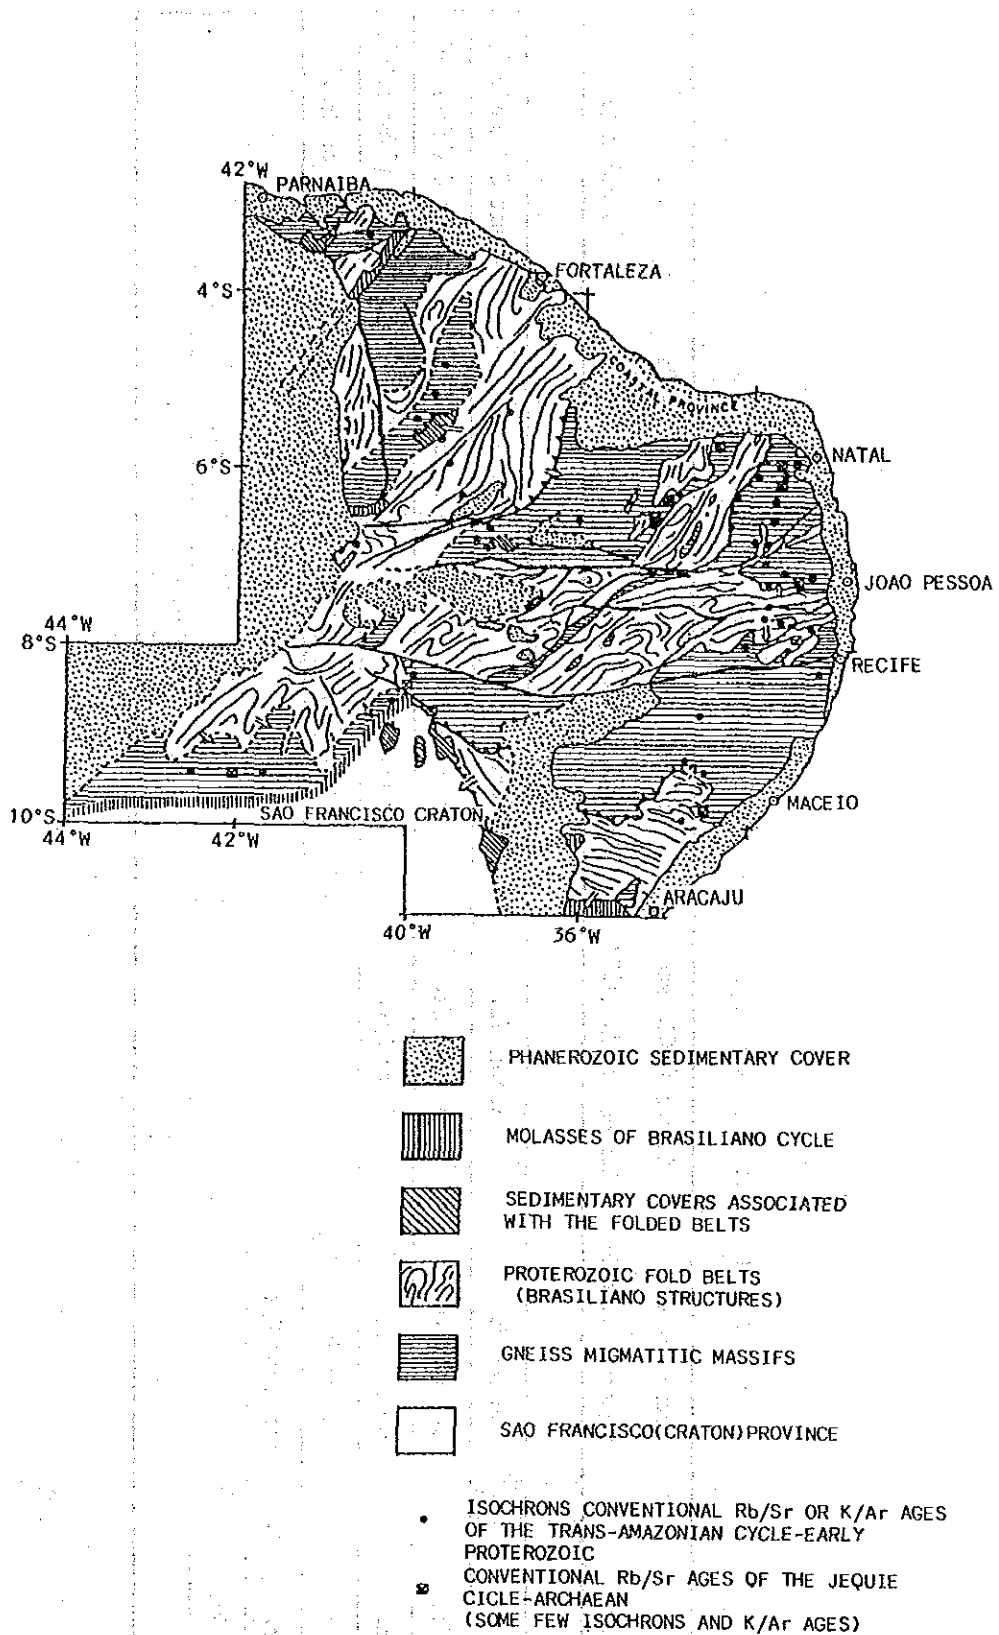 42°W
PARNAIBA
FORTALEZA
4°S
COASTAL PROVINCE
6°S
NATAL
JOAO PESSOA
44°W
8°S
RECIFE
MACEIO
10°S
SAO FRANCISCO CRATON
44°W
42°W
ARACAJU
40°W
36°W
PHANEROZOIC SEDIMENTARY COVER
MOLASSES OF BRASILIANO CYCLE
SEDIMENTARY COVERS ASSOCIATED
WITH THE FOLDED BELTS
PROTEROZOIC FOLD BELTS
(BRASILIANO STRUCTURES)
GNEISS MIGMATITIC MASSIFS
SAO FRANCISCO(CRATON)PROVINCE
ISOCHRONS CONVENTIONAL Rb/Sr OR K/Ar AGES
OF THE TRANS-AMAZONIAN CYCLE-EARLY
PROTEROZOIC
CONVENTIONAL Rb/Sr AGES OF THE JEQUIE
CICLE-ARCHAEAN
(SOME FEW ISOCHRONS AND K/Ar AGES)